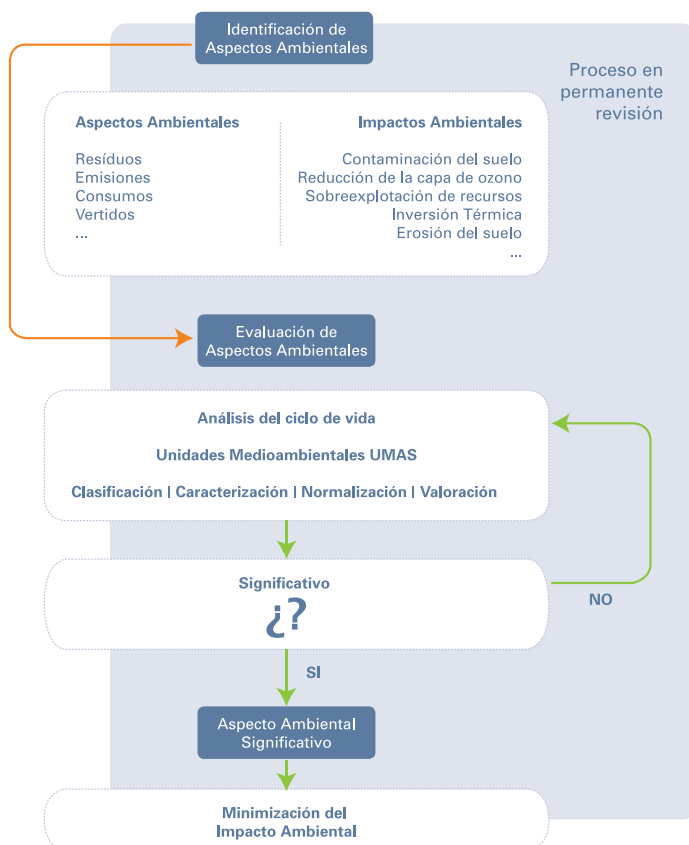 Identificación de
Aspectos Ambientales
Proceso en
permanente
revisión
Aspectos Ambientales
Resíduos
Emisiones
Consumos
Vertidos
...
Impactos Ambientales
Contaminación del suelo
Reducción de la capa de ozono
Sobreexplotación de recursos
Inversión Térmica
Erosión del suelo
...
Evaluación de
Aspectos Ambientales
Análisis del ciclo de vida
Unidades Medioambientales UMAS
Clasificación | Caracterización | Normalización | Valoración
Significativo
¿?
NO
SI
Aspecto Ambiental
Significativo
Minimización del
Impacto Ambiental